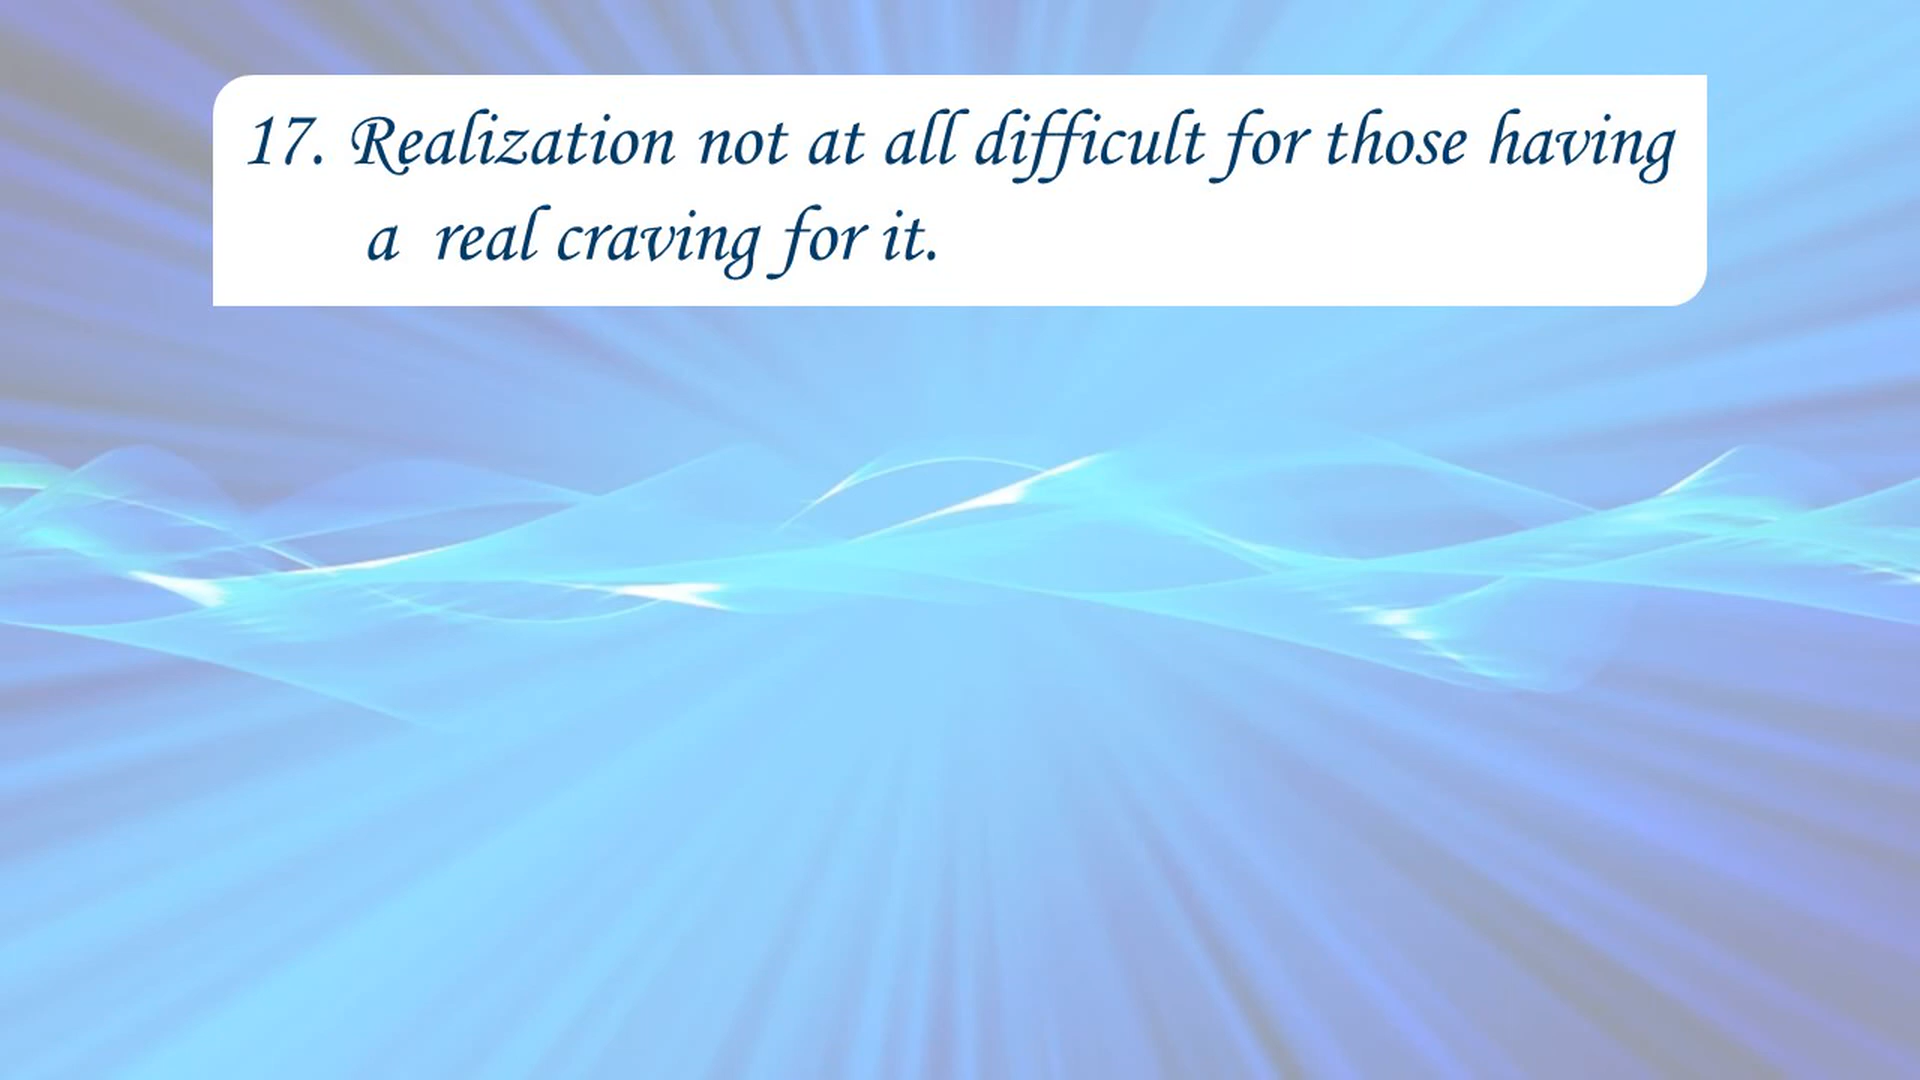 17. Realization not at all difficult for those having
a real craving for it.